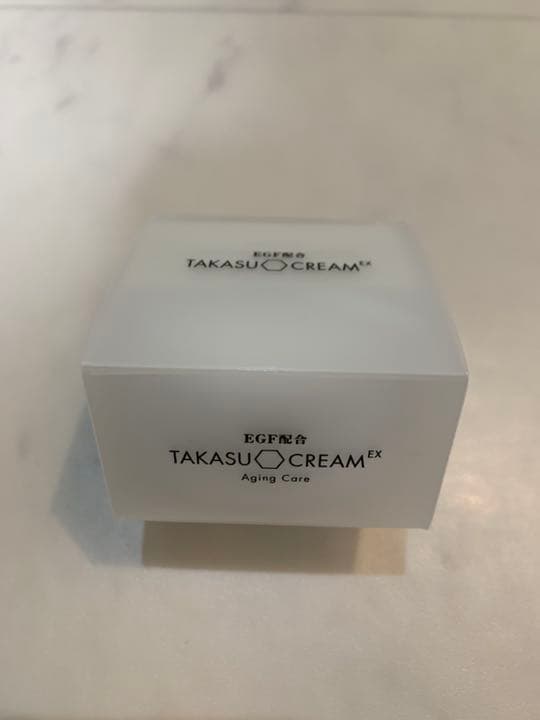 EGF配合
TAKASU CREAM EX
EGF配合
TAKASU CREAM EX
Aging Care